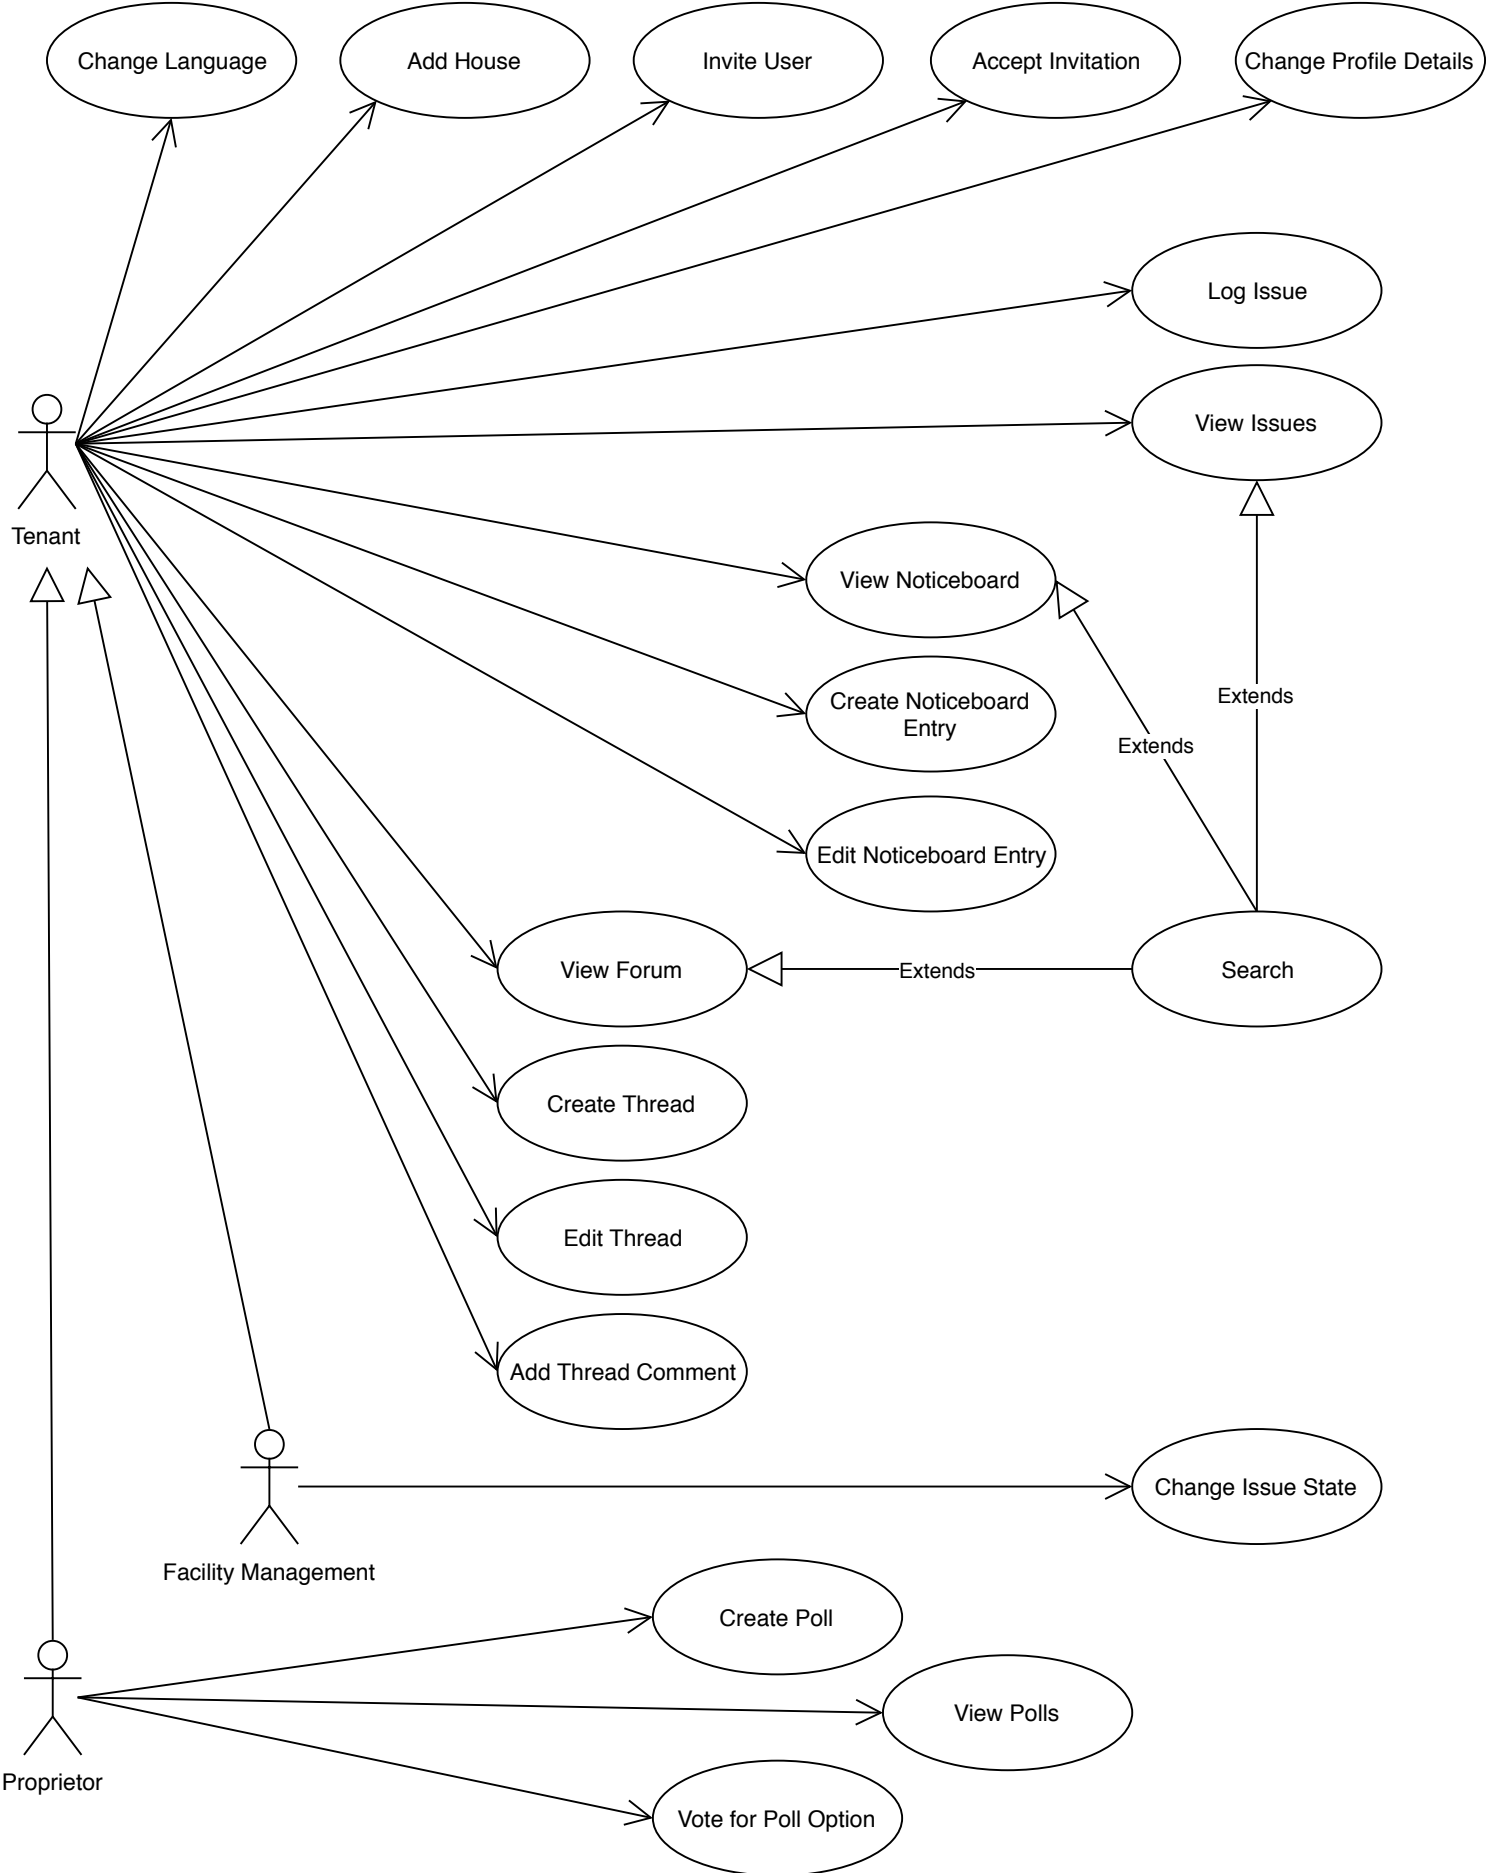 Change Language
Add House
Invite User
Accept Invitation
Change Profile Details
Log Issue
View Issues
Tenant
View Noticeboard
Extends
Create Noticeboard
Entry
Extends
Edit Noticeboard Entry
View Forum
Extends
Search
Create Thread
Edit Thread
Add Thread Comment
Change Issue State
Facility Management
Create Poll
View Polls
Proprietor
Vote for Poll Option